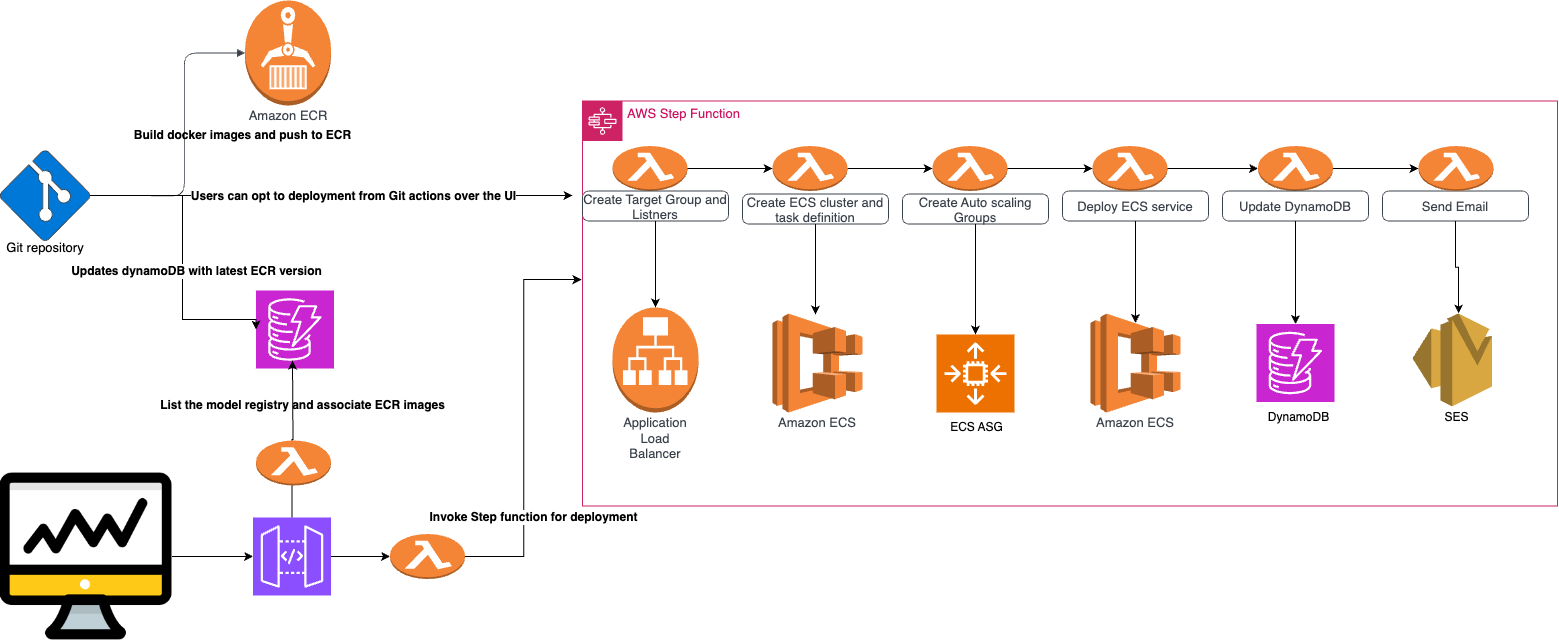 Amazon ECR
Build docker images and push to ECR
AWS Step Function
Users can opt to deployment from Git actions over the UI
Git repository
Create Target Group and
Listners
Create ECS cluster and
task definition
Create Auto scaling
Groups
Deploy ECS service
Update DynamoDB
Send Email
Updates dynamoDB with latest ECR version
List the model registry and associate ECR images
Application
Load
Balancer
Amazon ECS
ECS ASG
Amazon ECS
DynamoDB
SES
Invoke Step function for deployment